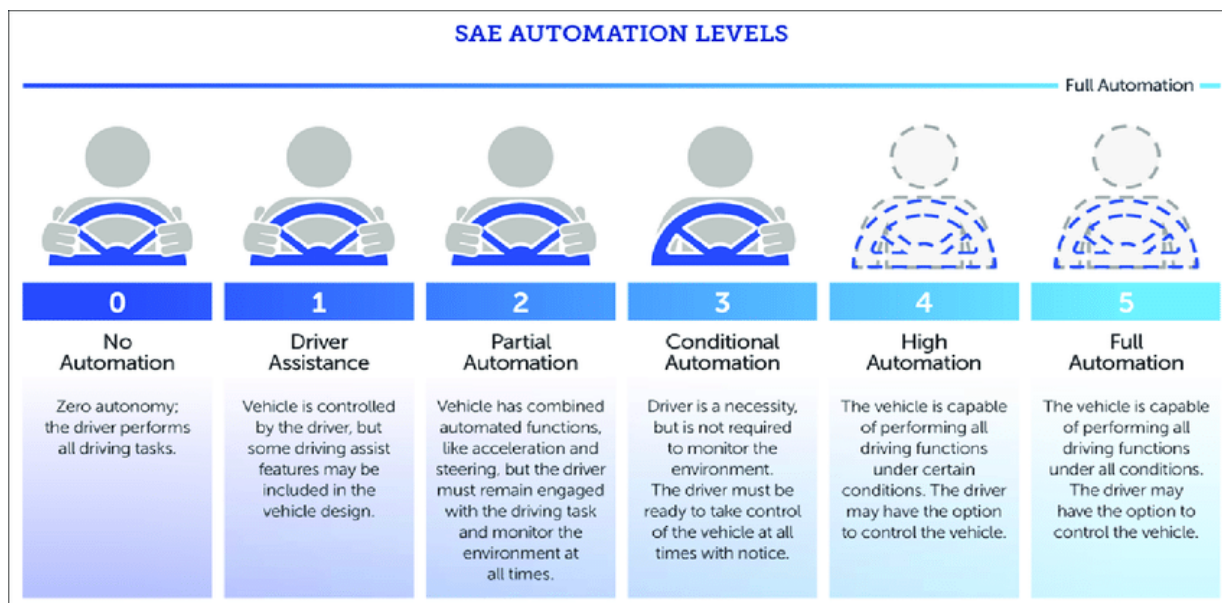 SAE AUTOMATION LEVELS
Full Automation
0
No
Automation
Zero autonomy;
the driver performs
all driving tasks.
1
Driver
Assistance
Vehicle is controlled
by the driver, but
some driving assist
features may be
included in the
vehicle design.
2
Partial
Automation
Vehicle has combined
automated functions,
like acceleration and
steering, but the driver
must remain engaged
with the driving task
and monitor the
environment at
all times.
3
Conditional
Automation
Driver is a necessity,
but is not required
to monitor the
environment.
The driver must be
ready to take control
of the vehicle at all
times with notice.
4
High
Automation
The vehicle is capable
of performing all
driving functions
under certain
conditions. The driver
may have the option
to control the vehicle.
5
Full
Automation
The vehicle is capable
of performing all
driving functions
under all conditions.
The driver may
have the option to
control the vehicle.